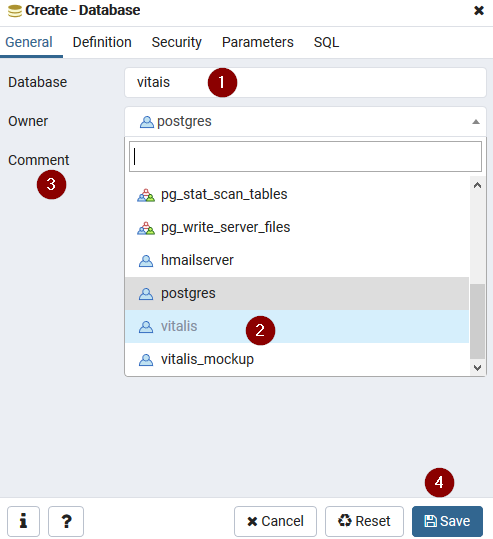 Create - Database
General Definition Security Parameters SQL
Database vitais 1
Owner postgres
Comment
3
pg_stat_scan_tables
pg_write_server_files
hmailserver
postgres
vitalis 2
vitalis_mockup
4
i ? Cancel Reset Save